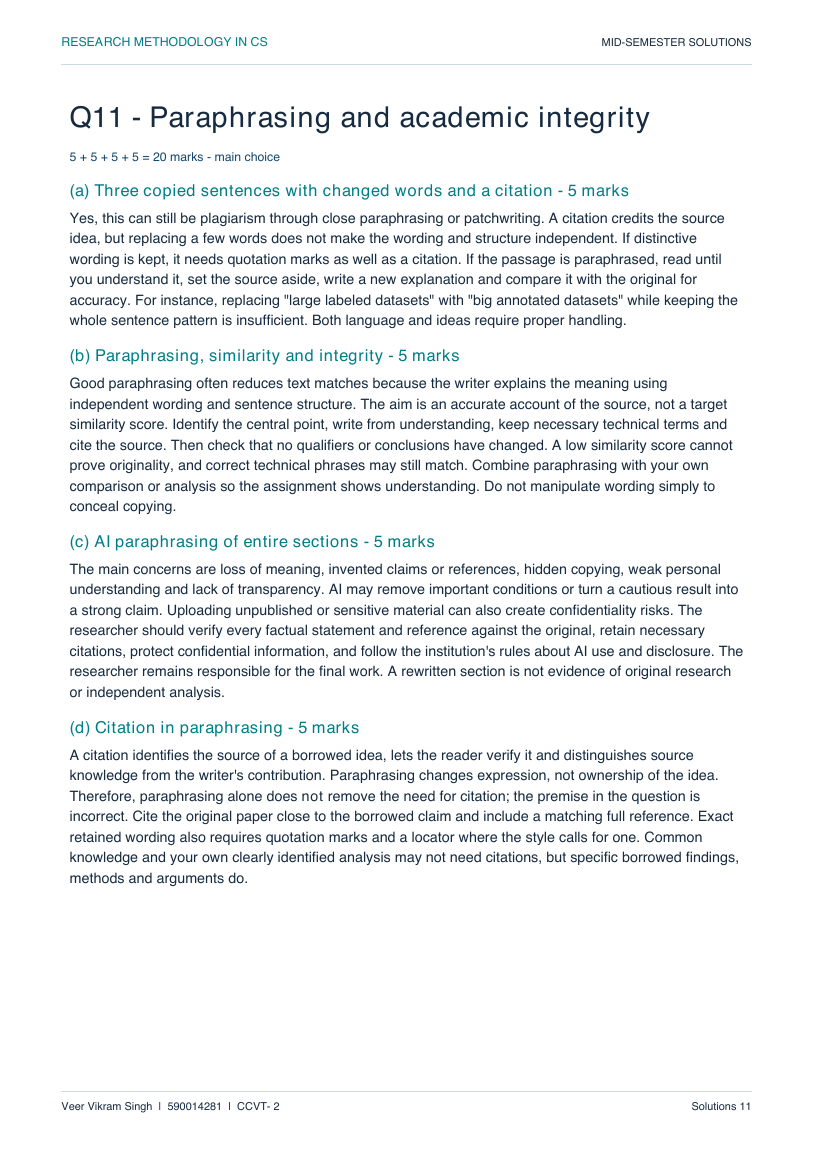 RESEARCH METHODOLOGY IN CS
MID-SEMESTER SOLUTIONS
Q11 - Paraphrasing and academic integrity
5 + 5 + 5 + 5 = 20 marks - main choice
(a) Three copied sentences with changed words and a citation - 5 marks
Yes, this can still be plagiarism through close paraphrasing or patchwriting. A citation credits the source
idea, but replacing a few words does not make the wording and structure independent. If distinctive
wording is kept, it needs quotation marks as well as a citation. If the passage is paraphrased, read until
you understand it, set the source aside, write a new explanation and compare it with the original for
accuracy. For instance, replacing "large labeled datasets" with "big annotated datasets" while keeping the
whole sentence pattern is insufficient. Both language and ideas require proper handling.
(b) Paraphrasing, similarity and integrity - 5 marks
Good paraphrasing often reduces text matches because the writer explains the meaning using
independent wording and sentence structure. The aim is an accurate account of the source, not a target
similarity score. Identify the central point, write from understanding, keep necessary technical terms and
cite the source. Then check that no qualifiers or conclusions have changed. A low similarity score cannot
prove originality, and correct technical phrases may still match. Combine paraphrasing with your own
comparison or analysis so the assignment shows understanding. Do not manipulate wording simply to
conceal copying.
(c) AI paraphrasing of entire sections - 5 marks
The main concerns are loss of meaning, invented claims or references, hidden copying, weak personal
understanding and lack of transparency. AI may remove important conditions or turn a cautious result into
a strong claim. Uploading unpublished or sensitive material can also create confidentiality risks. The
researcher should verify every factual statement and reference against the original, retain necessary
citations, protect confidential information, and follow the institution's rules about AI use and disclosure. The
researcher remains responsible for the final work. A rewritten section is not evidence of original research
or independent analysis.
(d) Citation in paraphrasing - 5 marks
A citation identifies the source of a borrowed idea, lets the reader verify it and distinguishes source
knowledge from the writer's contribution. Paraphrasing changes expression, not ownership of the idea.
Therefore, paraphrasing alone does not remove the need for citation; the premise in the question is
incorrect. Cite the original paper close to the borrowed claim and include a matching full reference. Exact
retained wording also requires quotation marks and a locator where the style calls for one. Common
knowledge and your own clearly identified analysis may not need citations, but specific borrowed findings,
methods and arguments do.
Veer Vikram Singh | 590014281 | CCVT- 2
Solutions 11